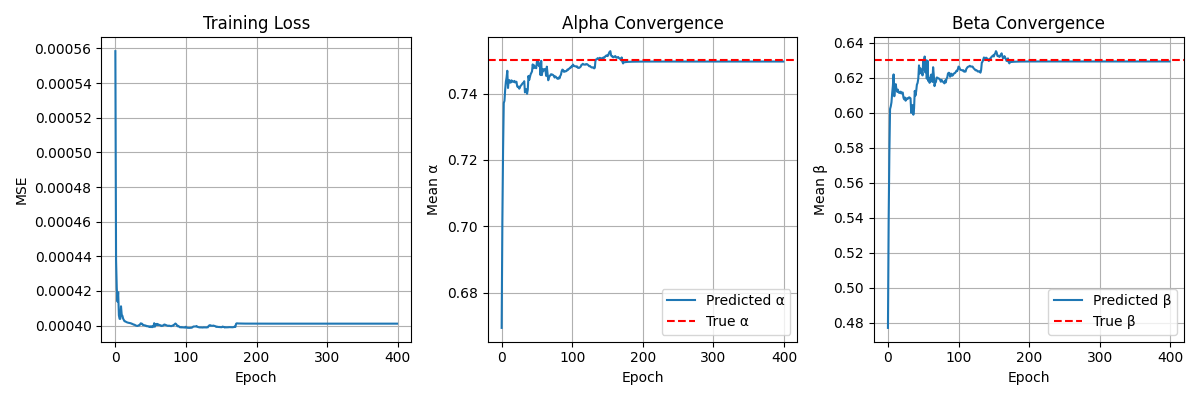 Training Loss
0.00056
0.00054
0.00052
0.00050
0.00048
0.00046
0.00044
0.00042
0.00040
MSE
0
100
200
300
400
Epoch
Alpha Convergence
0.74
0.72
0.70
0.68
Mean α
Predicted α
True α
0
100
200
300
400
Epoch
Beta Convergence
0.64
0.62
0.60
0.58
0.56
0.54
0.52
0.50
0.48
Mean β
Predicted β
True β
0
100
200
300
400
Epoch